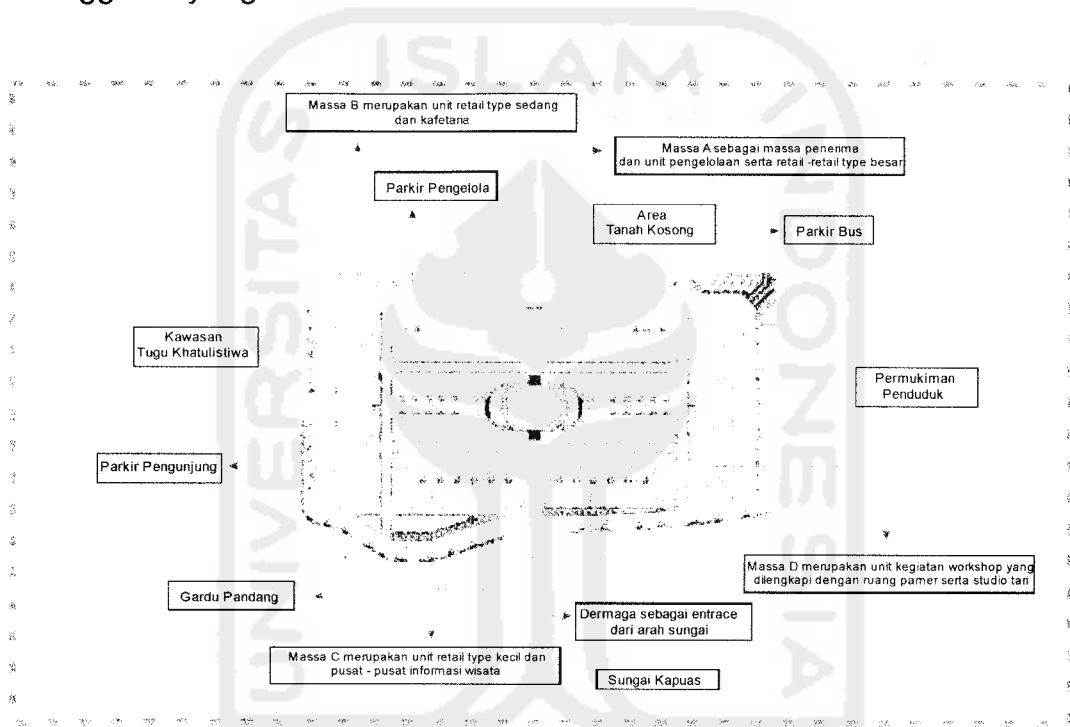 ISLAM
UNIVERSITAS
INDONESIA
Massa B merupakan unit retail type sedang
dan kafetaria
Massa A sebagai massa penerima
dan unit pengelolaan serta retail -retail type besar
Parkir Pengelola
Area
Tanah Kosong
Parkir Bus
Kawasan
Tugu Khatulistiwa
Permukiman
Penduduk
Parkir Pengunjung
Massa D merupakan unit kegiatan workshop yang
dilengkapi dengan ruang pamer serta studio tari
Gardu Pandang
Dermaga sebagai entrace
dari arah sungai
Massa C merupakan unit retail type kecil dan
pusat - pusat informasi wisata
Sungai Kapuas